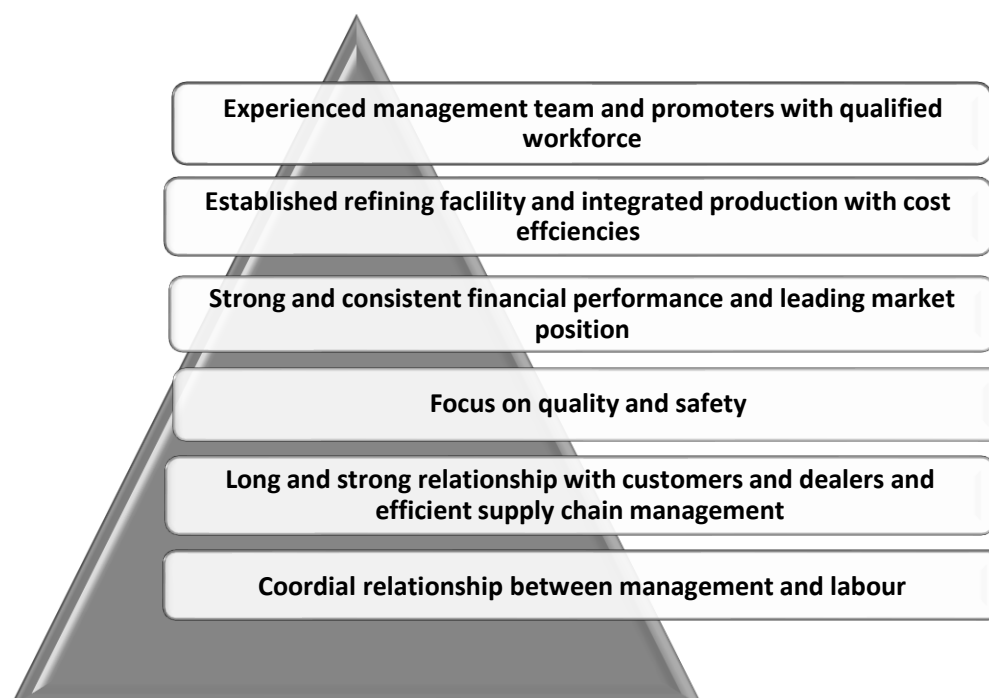 Experienced management team and promoters with qualified
workforce
Established refining faclility and integrated production with cost
effciencies
Strong and consistent financial performance and leading market
position
Focus on quality and safety
Long and strong relationship with customers and dealers and
efficient supply chain management
Coordial relationship between management and labour